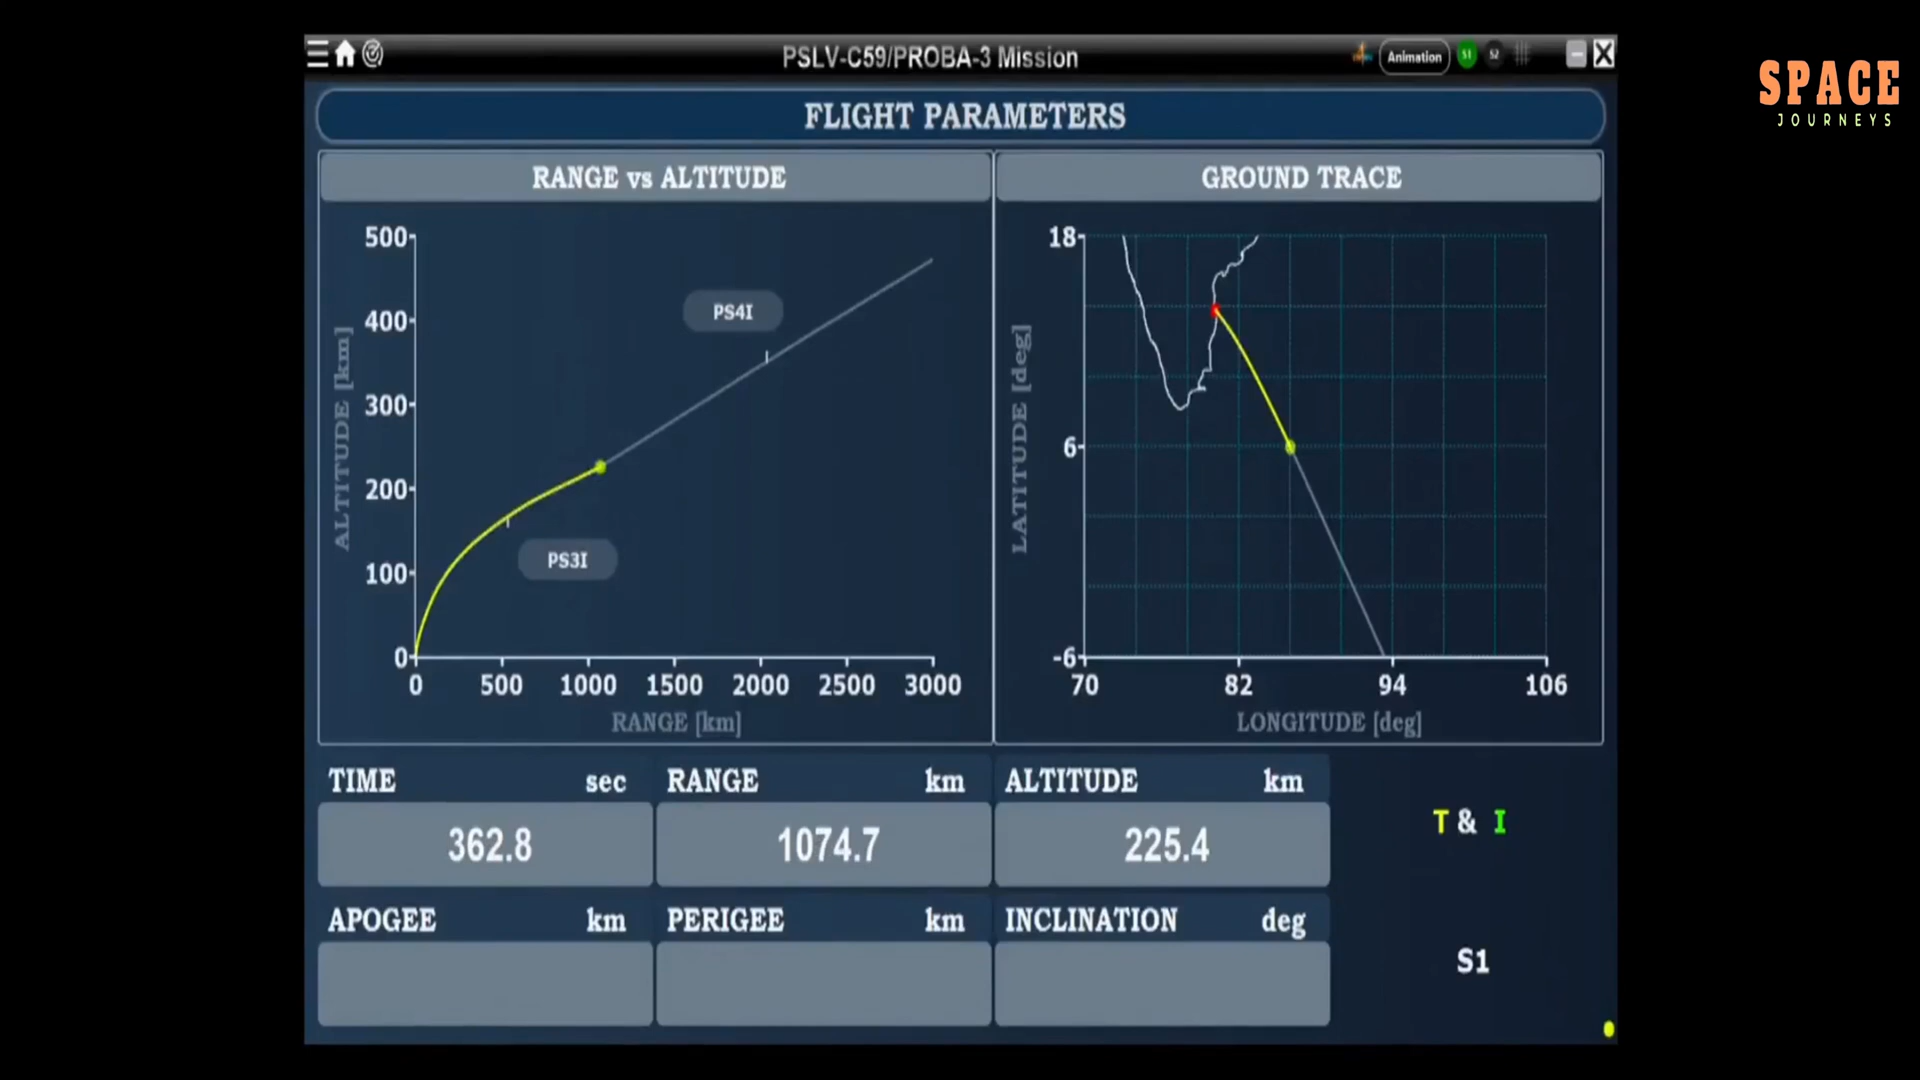 PSLV-C59/PROBA-3 Mission
Animation
S1
S2
SPACE
JOURNEYS
FLIGHT PARAMETERS
RANGE vs ALTITUDE
GROUND TRACE
500
400
300
200
100
0
ALTITUDE [km]
PS4I
PS3I
0 500 1000 1500 2000 2500 3000
RANGE [km]
18
6
-6
LATITUDE [deg]
70 82 94 106
LONGITUDE [deg]
TIME sec
362.8
RANGE km
1074.7
ALTITUDE km
225.4
T & I
APOGEE km
PERIGEE km
INCLINATION deg
S1